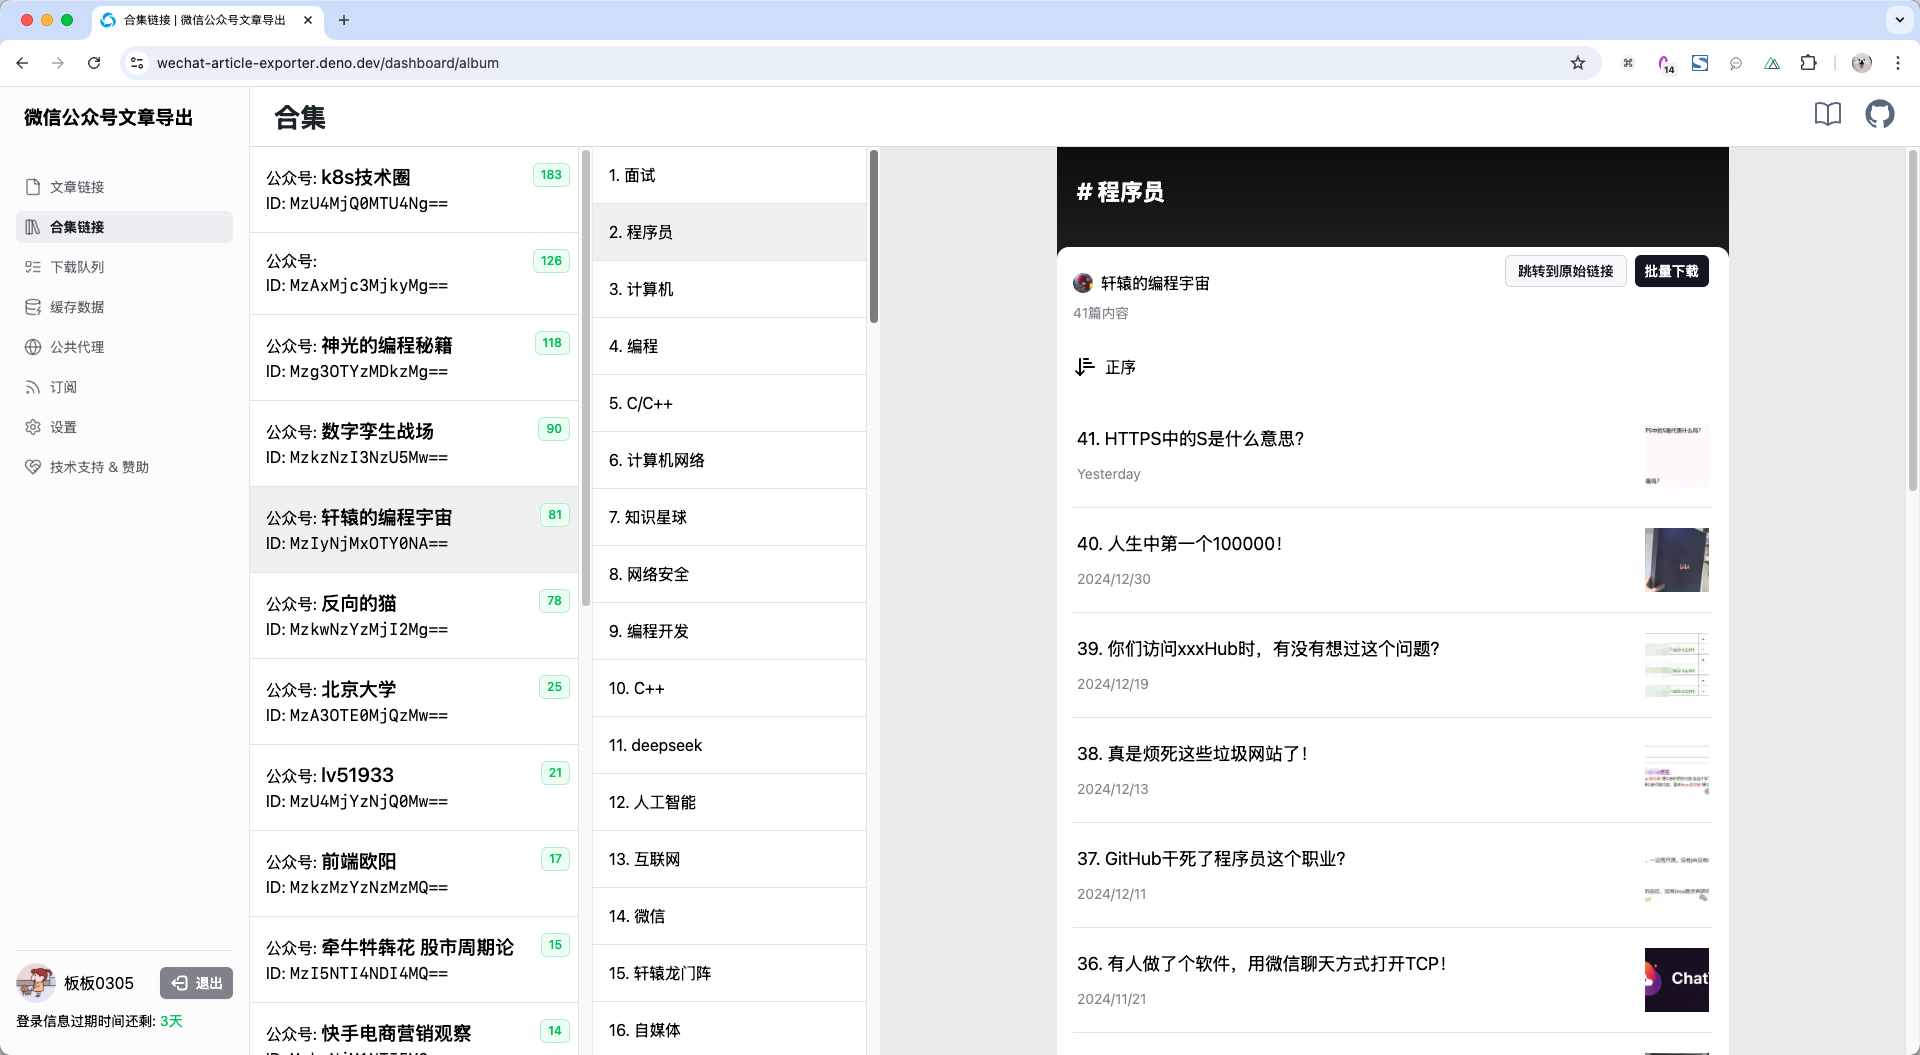 合集链接 | 微信公众号文章导出
wechat-article-exporter.deno.dev/dashboard/album
14
微信公众号文章导出
文章链接
合集链接
下载队列
缓存数据
公共代理
订阅
设置
技术支持 & 赞助
板板0305
退出
登录信息过期时间还剩: 3天
合集
公众号: k8s技术圈
183
ID: MzU4MjQ0MTU4Ng==
公众号:
126
ID: MzAxMjc3MjkyMg==
公众号: 神光的编程秘籍
118
ID: Mzg3OTYzMDkzMg==
公众号: 数字孪生战场
90
ID: MzkzNzI3NzU5Mw==
公众号: 轩辕的编程宇宙
81
ID: MzIyNjMxOTY0NA==
公众号: 反向的猫
78
ID: MzkwNzYzMjI2Mg==
公众号: 北京大学
25
ID: MzA3OTE0MjQzMw==
公众号: lv51933
21
ID: MzU4MjYzNjQ0Mw==
公众号: 前端欧阳
17
ID: MzkzMzYzNzMzMQ==
公众号: 牵牛牪犇花 股市周期论
15
ID: MzI5NTI4NDI4MQ==
公众号: 快手电商营销观察
14
1. 面试
2. 程序员
3. 计算机
4. 编程
5. C/C++
6. 计算机网络
7. 知识星球
8. 网络安全
9. 编程开发
10. C++
11. deepseek
12. 人工智能
13. 互联网
14. 微信
15. 轩辕龙门阵
16. 自媒体
# 程序员
轩辕的编程宇宙
跳转到原始链接
批量下载
41篇内容
正序
41. HTTPS中的S是什么意思?
Yesterday
40. 人生中第一个100000！
2024/12/30
39. 你们访问xxxHub时，有没有想过这个问题?
2024/12/19
38. 真是烦死这些垃圾网站了！
2024/12/13
37. GitHub干死了程序员这个职业?
2024/12/11
36. 有人做了个软件，用微信聊天方式打开TCP！
2024/11/21
Chat